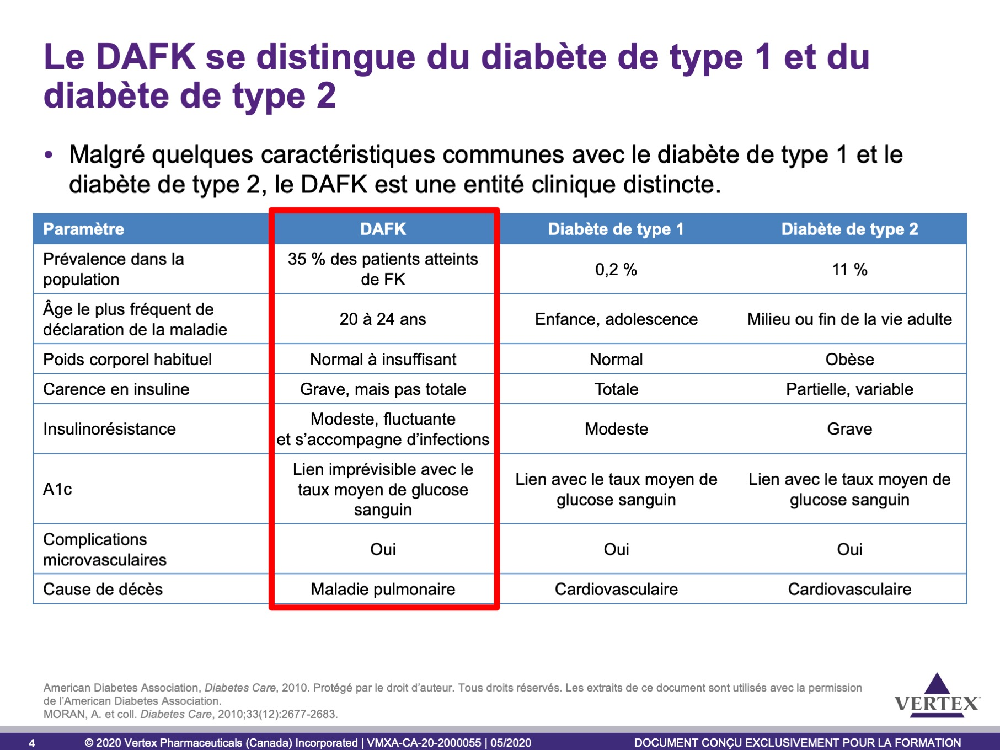 Le DAFK se distingue du diabète de type 1 et du
diabète de type 2
• Malgré quelques caractéristiques communes avec le diabète de type 1 et le
diabète de type 2, le DAFK est une entité clinique distincte.
Paramètre DAFK Diabète de type 1 Diabète de type 2
Prévalence dans la
population
35 % des patients atteints
de FK
0,2 %
11 %
Âge le plus fréquent de
déclaration de la maladie
20 à 24 ans
Enfance, adolescence
Milieu ou fin de la vie adulte
Poids corporel habituel Normal à insuffisant Normal Obèse
Carence en insuline Grave, mais pas totale Totale Partielle, variable
Insulinorésistance
Modeste, fluctuante
et s’accompagne d’infections
Modeste
Grave
A1c
Lien imprévisible avec le
taux moyen de glucose
sanguin
Lien avec le taux moyen de
glucose sanguin
Lien avec le taux moyen de
glucose sanguin
Complications
microvasculaires
Oui
Oui
Oui
Cause de décès Maladie pulmonaire Cardiovasculaire Cardiovasculaire
American Diabetes Association, Diabetes Care, 2010. Protégé par le droit d’auteur. Tous droits réservés. Les extraits de ce document sont utilisés avec la permission
de l’American Diabetes Association.
MORAN, A. et coll. Diabetes Care, 2010;33(12):2677-2683.
VERTEX
4 © 2020 Vertex Pharmaceuticals (Canada) Incorporated | VMXA-CA-20-2000055 | 05/2020 DOCUMENT CONÇU EXCLUSIVEMENT POUR LA FORMATION